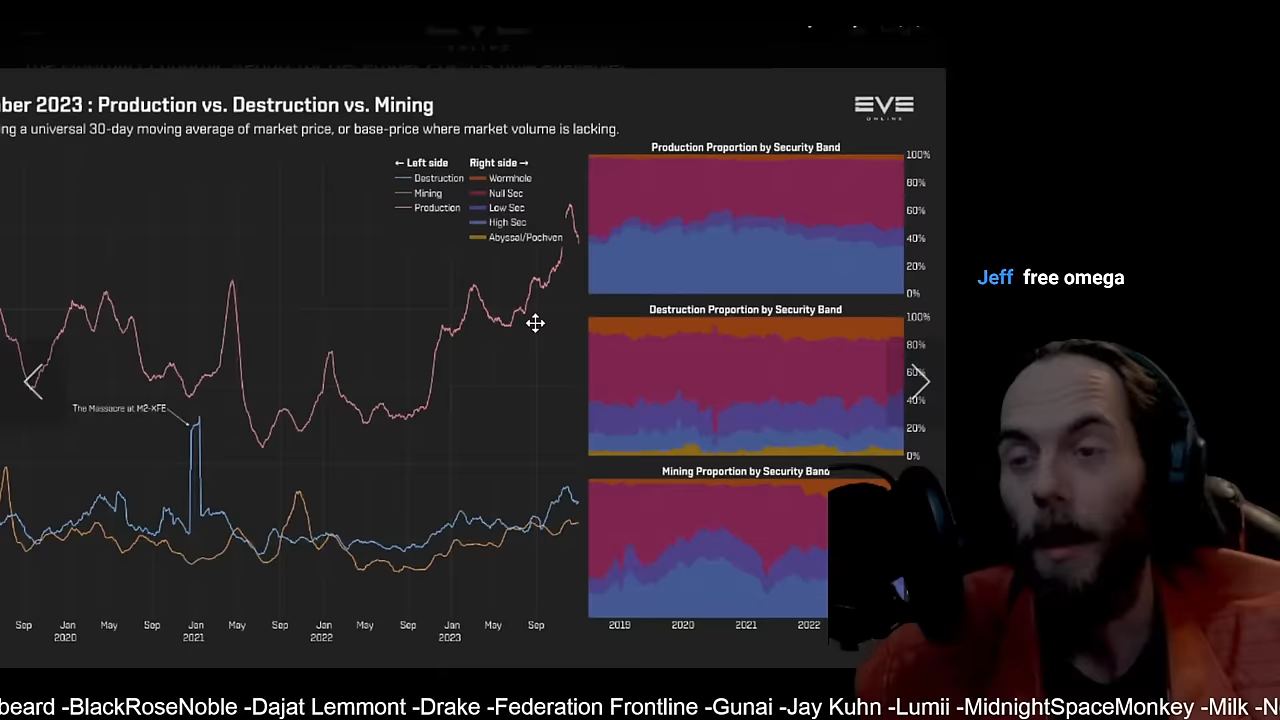 ber 2023 : Production vs. Destruction vs. Mining
ing a universal 30-day moving average of market price, or base-price where market volume is lacking.
EVE
ONLINE
← Left side
Destruction
Mining
Production
Right side →
Wormhole
Null Sec
Low Sec
High Sec
Abyssal/Pochven
The Massacre at M2-XFE
Sep Jan May Sep Jan May Sep Jan May Sep Jan May Sep
2020 2021 2022 2023
Production Proportion by Security Band
100%
80%
60%
40%
20%
0%
Destruction Proportion by Security Band
100%
80%
60%
40%
20%
0%
Mining Proportion by Security Band
2019 2020 2021 2022
Jeff free omega
beard -BlackRoseNoble -Dajat Lemmont -Drake -Federation Frontline -Gunai -Jay Kuhn -Lumii -MidnightSpaceMonkey -Milk -N